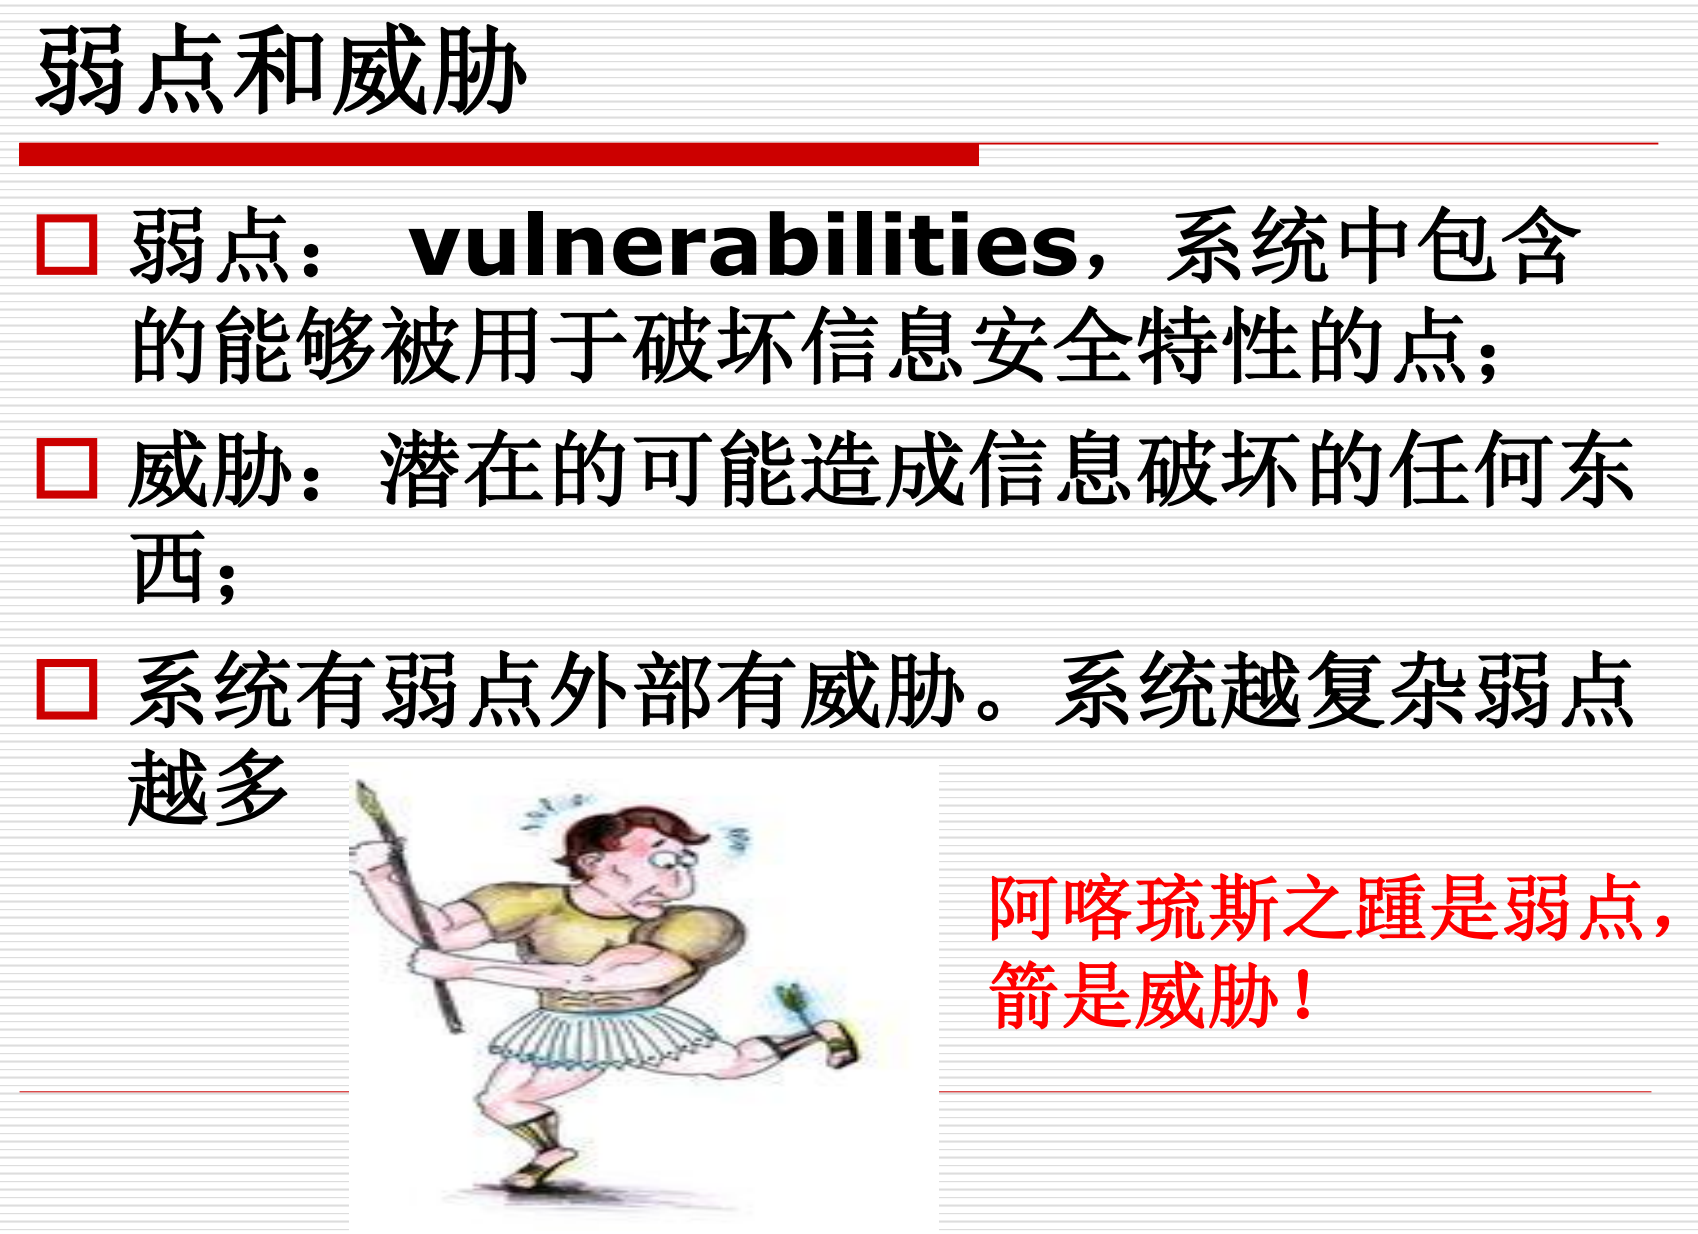 弱点和威胁
弱点： vulnerabilities，系统中包含
的能够被用于破坏信息安全特性的点；
威胁：潜在的可能造成信息破坏的任何东
西；
系统有弱点外部有威胁。系统越复杂弱点
越多
阿喀琉斯之踵是弱点，
箭是威胁！